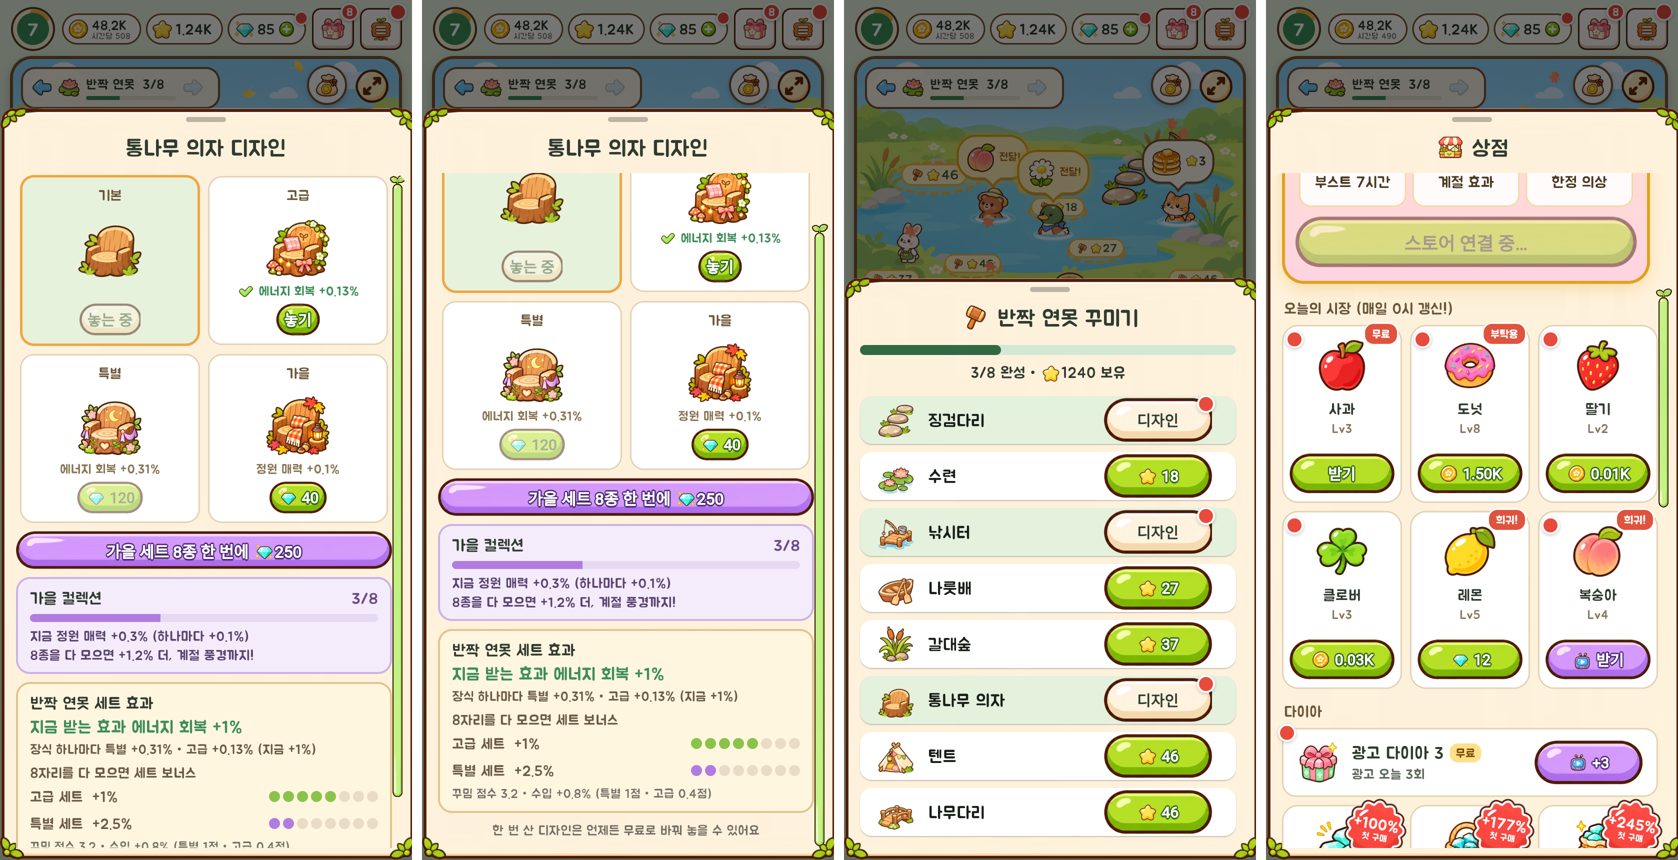 7
48.2K
시간당 508
1.24K
85
8
반짝 연못 3/8
통나무 의자 디자인
기본
고급
에너지 회복 +0.13%
놓는 중
놓기
특별
가을
에너지 회복 +0.31%
정원 매력 +0.1%
120
40
가을 세트 8종 한 번에 250
가을 컬렉션 3/8
지금 정원 매력 +0.3% (하나마다 +0.1%)
8종을 다 모으면 +1.2% 더, 계절 풍경까지!
반짝 연못 세트 효과
지금 받는 효과 에너지 회복 +1%
장식 하나마다 특별 +0.31% · 고급 +0.13% (지금 +1%)
8자리를 다 모으면 세트 보너스
고급 세트 +1%
특별 세트 +2.5%
꾸밈 점수 3.2 · 수입 +0.8% (특별 1점 · 고급 0.4점)
7
48.2K
시간당 508
1.24K
85
8
반짝 연못 3/8
통나무 의자 디자인
에너지 회복 +0.13%
놓는 중
놓기
특별
가을
에너지 회복 +0.31%
정원 매력 +0.1%
120
40
가을 세트 8종 한 번에 250
가을 컬렉션 3/8
지금 정원 매력 +0.3% (하나마다 +0.1%)
8종을 다 모으면 +1.2% 더, 계절 풍경까지!
반짝 연못 세트 효과
지금 받는 효과 에너지 회복 +1%
장식 하나마다 특별 +0.31% · 고급 +0.13% (지금 +1%)
8자리를 다 모으면 세트 보너스
고급 세트 +1%
특별 세트 +2.5%
꾸밈 점수 3.2 · 수입 +0.8% (특별 1점 · 고급 0.4점)
한 번 산 디자인은 언제든 무료로 바꿔 놓을 수 있어요
7
48.2K
시간당 508
1.24K
85
8
반짝 연못 3/8
전달!
전달!
3
46
18
27
46
37
46
반짝 연못 꾸미기
3/8 완성 · 1240 보유
징검다리 디자인
수련 18
낚시터 디자인
나룻배 27
갈대숲 37
통나무 의자 디자인
텐트 46
나무다리 46
7
48.2K
시간당 490
1.24K
85
8
반짝 연못 3/8
상점
부스트 7시간
계절 효과
한정 의상
스토어 연결 중...
오늘의 시장 (매일 0시 갱신!)
무료
부탁용
사과
도넛
딸기
Lv3
Lv8
Lv2
받기
1.50K
0.01K
희귀!
희귀!
클로버
레몬
복숭아
Lv3
Lv5
Lv4
0.03K
12
받기
다이아
광고 다이아 3 무료
광고 오늘 3회
+3
+100%
첫 구매
+177%
첫 구매
+245%
첫 구매